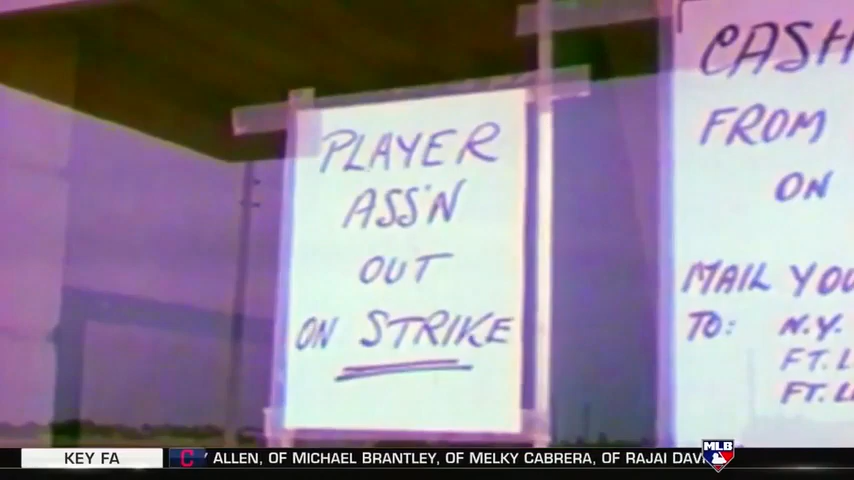 PLAYER
ASS'N
OUT
ON STRIKE
CASH
FROM
ON
MAIL YOU
TO: N.Y.
FT. L
FT. L
KEY FA
C Y ALLEN, OF MICHAEL BRANTLEY, OF MELKY CABRERA, OF RAJAI DAV
MLB